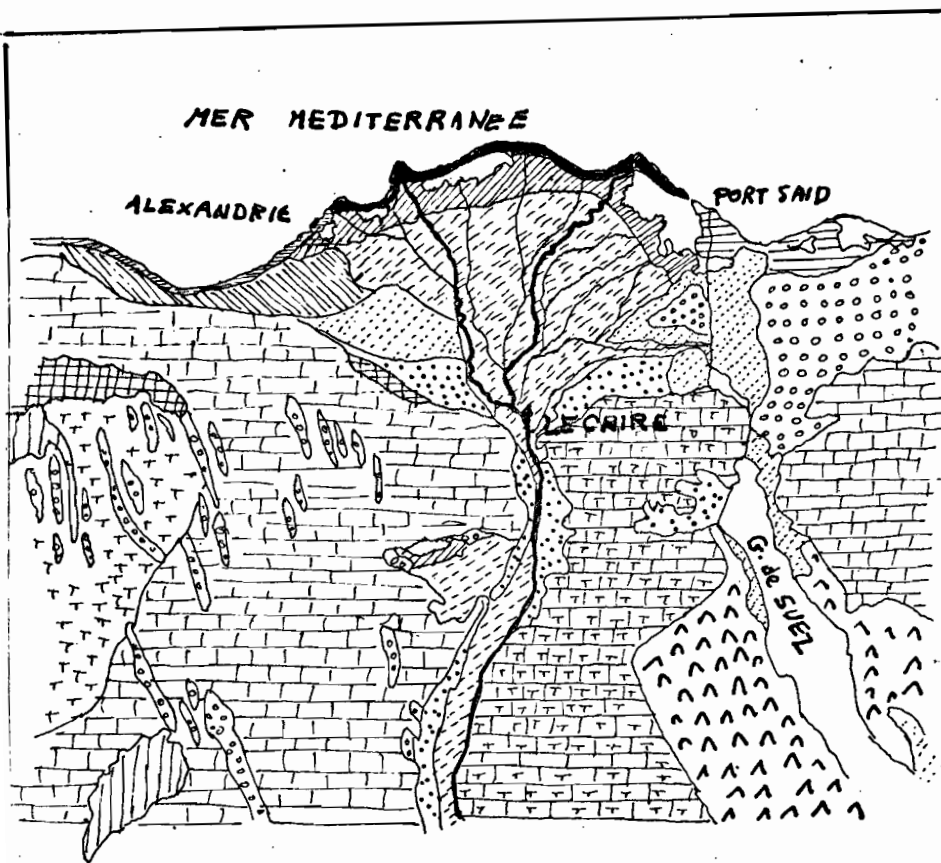 MER MEDITERRANEE
ALEXANDRIE
PORT SAID
LE CAIRE
G. de SUEZ